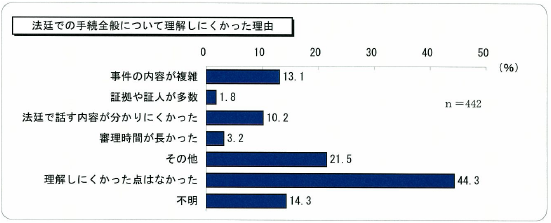 法廷での手続全般について理解しにくかった理由
0 10 20 30 40 50
(%)
事件の内容が複雑 13.1
証拠や証人が多数 1.8
n=442
法廷で話す内容が分かりにくかった 10.2
審理時間が長かった 3.2
その他 21.5
理解しにくかった点はなかった 44.3
不明 14.3